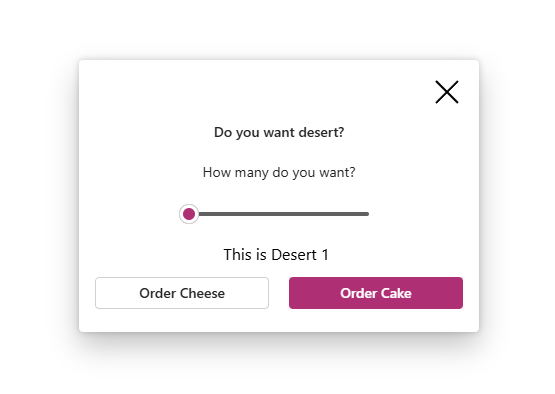 Do you want desert?
How many do you want?
This is Desert 1
Order Cheese
Order Cake